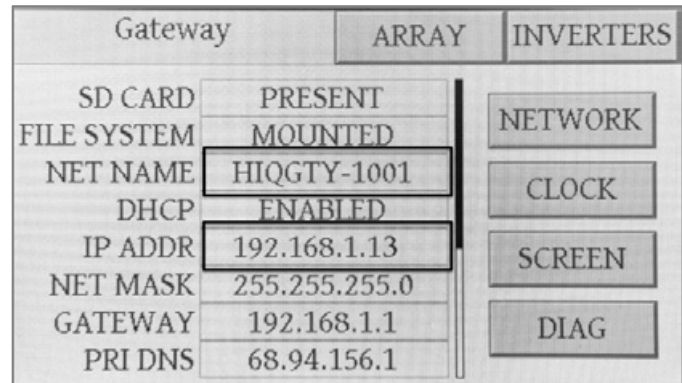 Gateway ARRAY INVERTERS
SD CARD PRESENT
FILE SYSTEM MOUNTED
NET NAME HIQGTY-1001
DHCP ENABLED
IP ADDR 192.168.1.13
NET MASK 255.255.255.0
GATEWAY 192.168.1.1
PRI DNS 68.94.156.1
NETWORK
CLOCK
SCREEN
DIAG